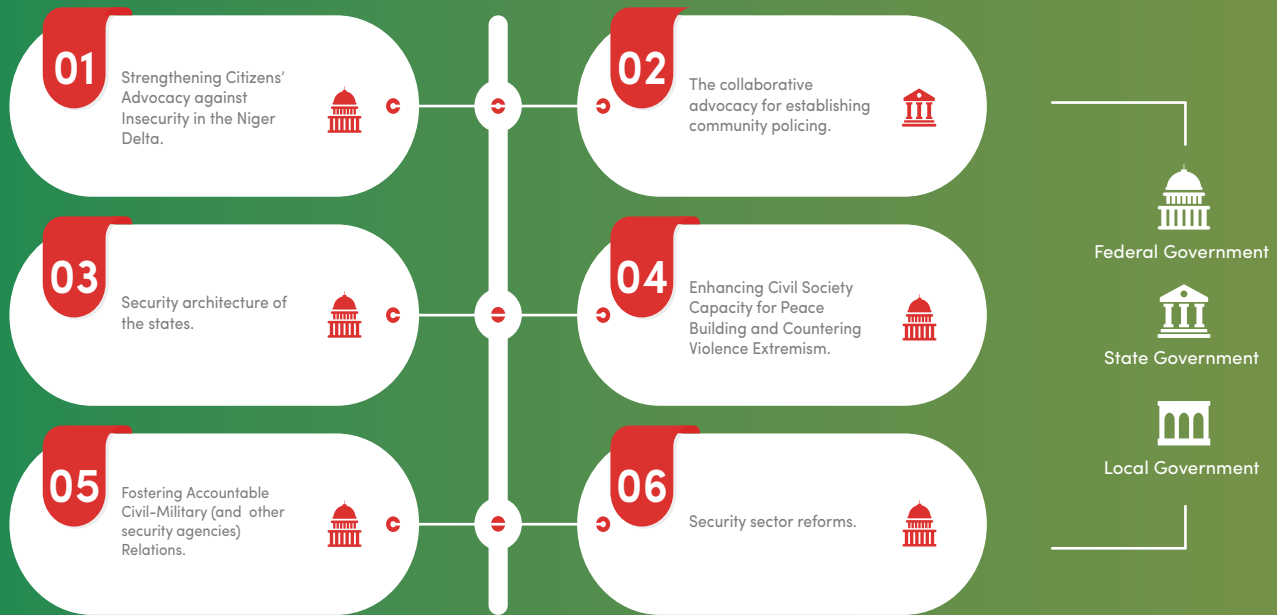 01
Strengthening Citizens’
Advocacy against
Insecurity in the Niger
Delta.
02
The collaborative
advocacy for establishing
community policing.
03
Security architecture of
the states.
04
Enhancing Civil Society
Capacity for Peace
Building and Countering
Violence Extremism.
05
Fostering Accountable
Civil-Military (and other
security agencies)
Relations.
06
Security sector reforms.
Federal Government
State Government
Local Government